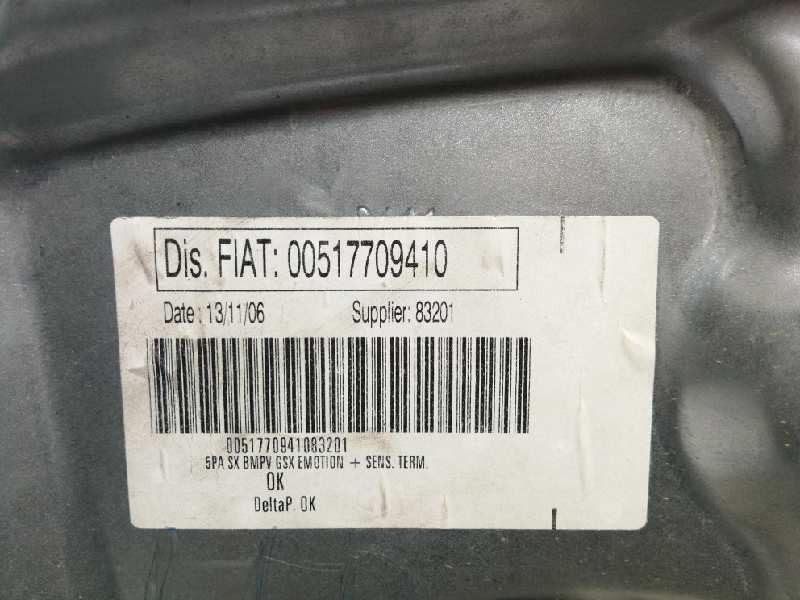 Dis. FIAT: 00517709410
Date : 13/11/06 Supplier: 83201
0051770941083201
5PA SX BMPV GSX EMOTION + SENS. TERM.
OK
DeltaP. OK